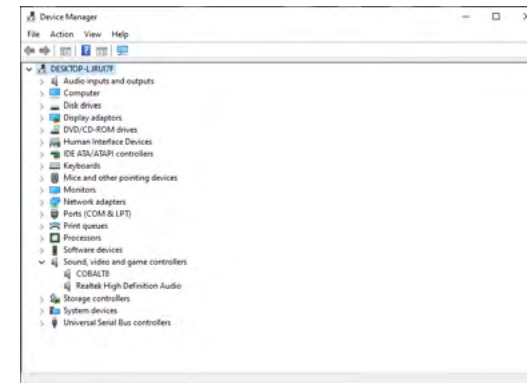 Device Manager
File Action View Help
DESKTOP-LJRUI7F
Audio inputs and outputs
Computer
Disk drives
Display adaptors
DVD/CD-ROM drives
Human Interface Devices
IDE ATA/ATAPI controllers
Keyboards
Mice and other pointing devices
Monitors
Network adapters
Ports (COM & LPT)
Print queues
Processors
Software devices
Sound, video and game controllers
COBALT8
Realtek High Definition Audio
Storage controllers
System devices
Universal Serial Bus controllers